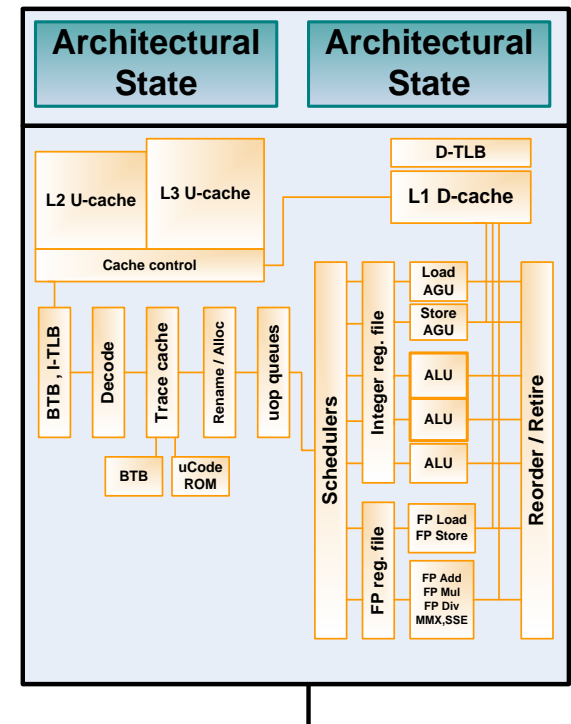 Architectural
State
Architectural
State
D-TLB
L2 U-cache
L3 U-cache
L1 D-cache
Cache control
BTB , I-TLB
Decode
Trace cache
Rename / Alloc
uop queues
BTB
uCode
ROM
Schedulers
Integer reg. file
FP reg. file
Load
AGU
Store
AGU
ALU
ALU
ALU
FP Load
FP Store
FP Add
FP Mul
FP Div
MMX,SSE
Reorder / Retire